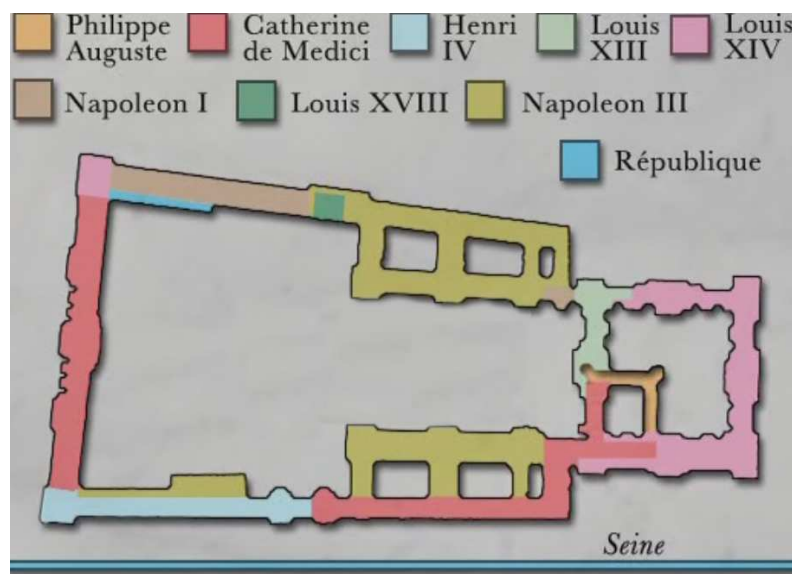 Philippe Auguste
Catherine de Medici
Henri IV
Louis XIII
Louis XIV
Napoleon I
Louis XVIII
Napoleon III
République
Seine